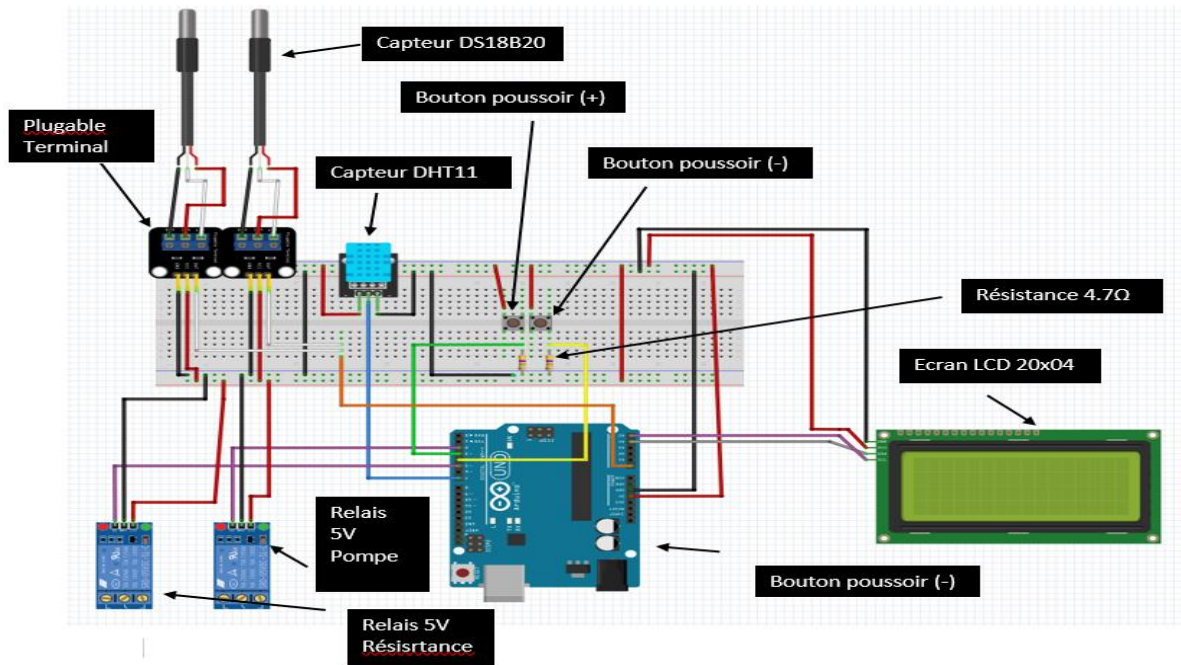 Capteur DS18B20
Bouton poussoir (+)
Plugable
Terminal
Bouton poussoir (-)
Capteur DHT11
Résistance 4.7Ω
Ecran LCD 20x04
UNO
Relais
5V
Pompe
Bouton poussoir (-)
Relais 5V
Résisrtance